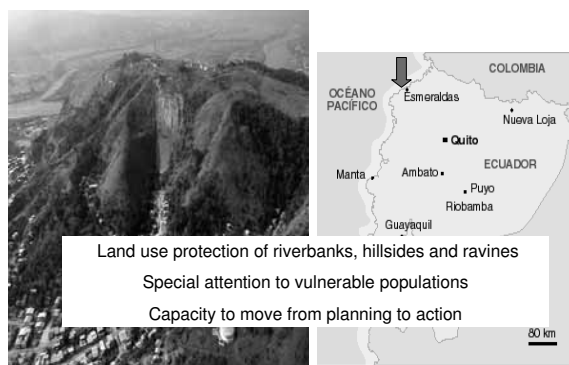 COLOMBIA
OCÉANO
PACÍFICO
Esmeraldas
Nueva Loja
Quito
ECUADOR
Manta
Ambato
Puyo
Riobamba
Guayaquil
Land use protection of riverbanks, hillsides and ravines
Special attention to vulnerable populations
Capacity to move from planning to action
80 km